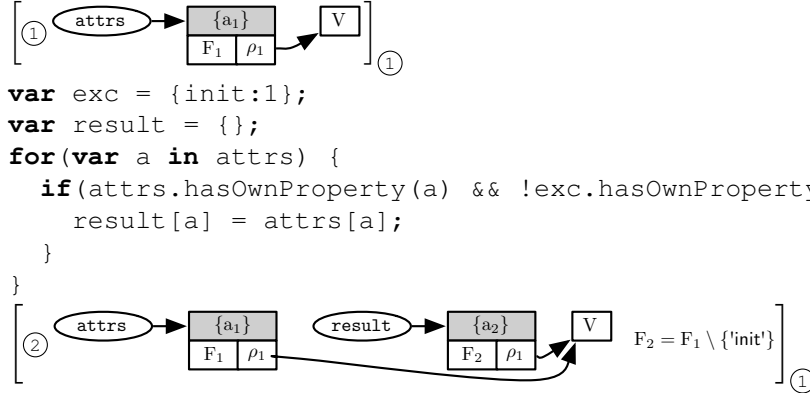 ① attrs {a₁} V
F₁ ρ₁ ①
var exc = {init:1};
var result = {};
for(var a in attrs) {
if(attrs.hasOwnProperty(a) && !exc.hasOwnProperty
result[a] = attrs[a];
}
}
② attrs {a₁} result {a₂} V F₂ = F₁ \ {'init'}
F₁ ρ₁ F₂ ρ₁ ①